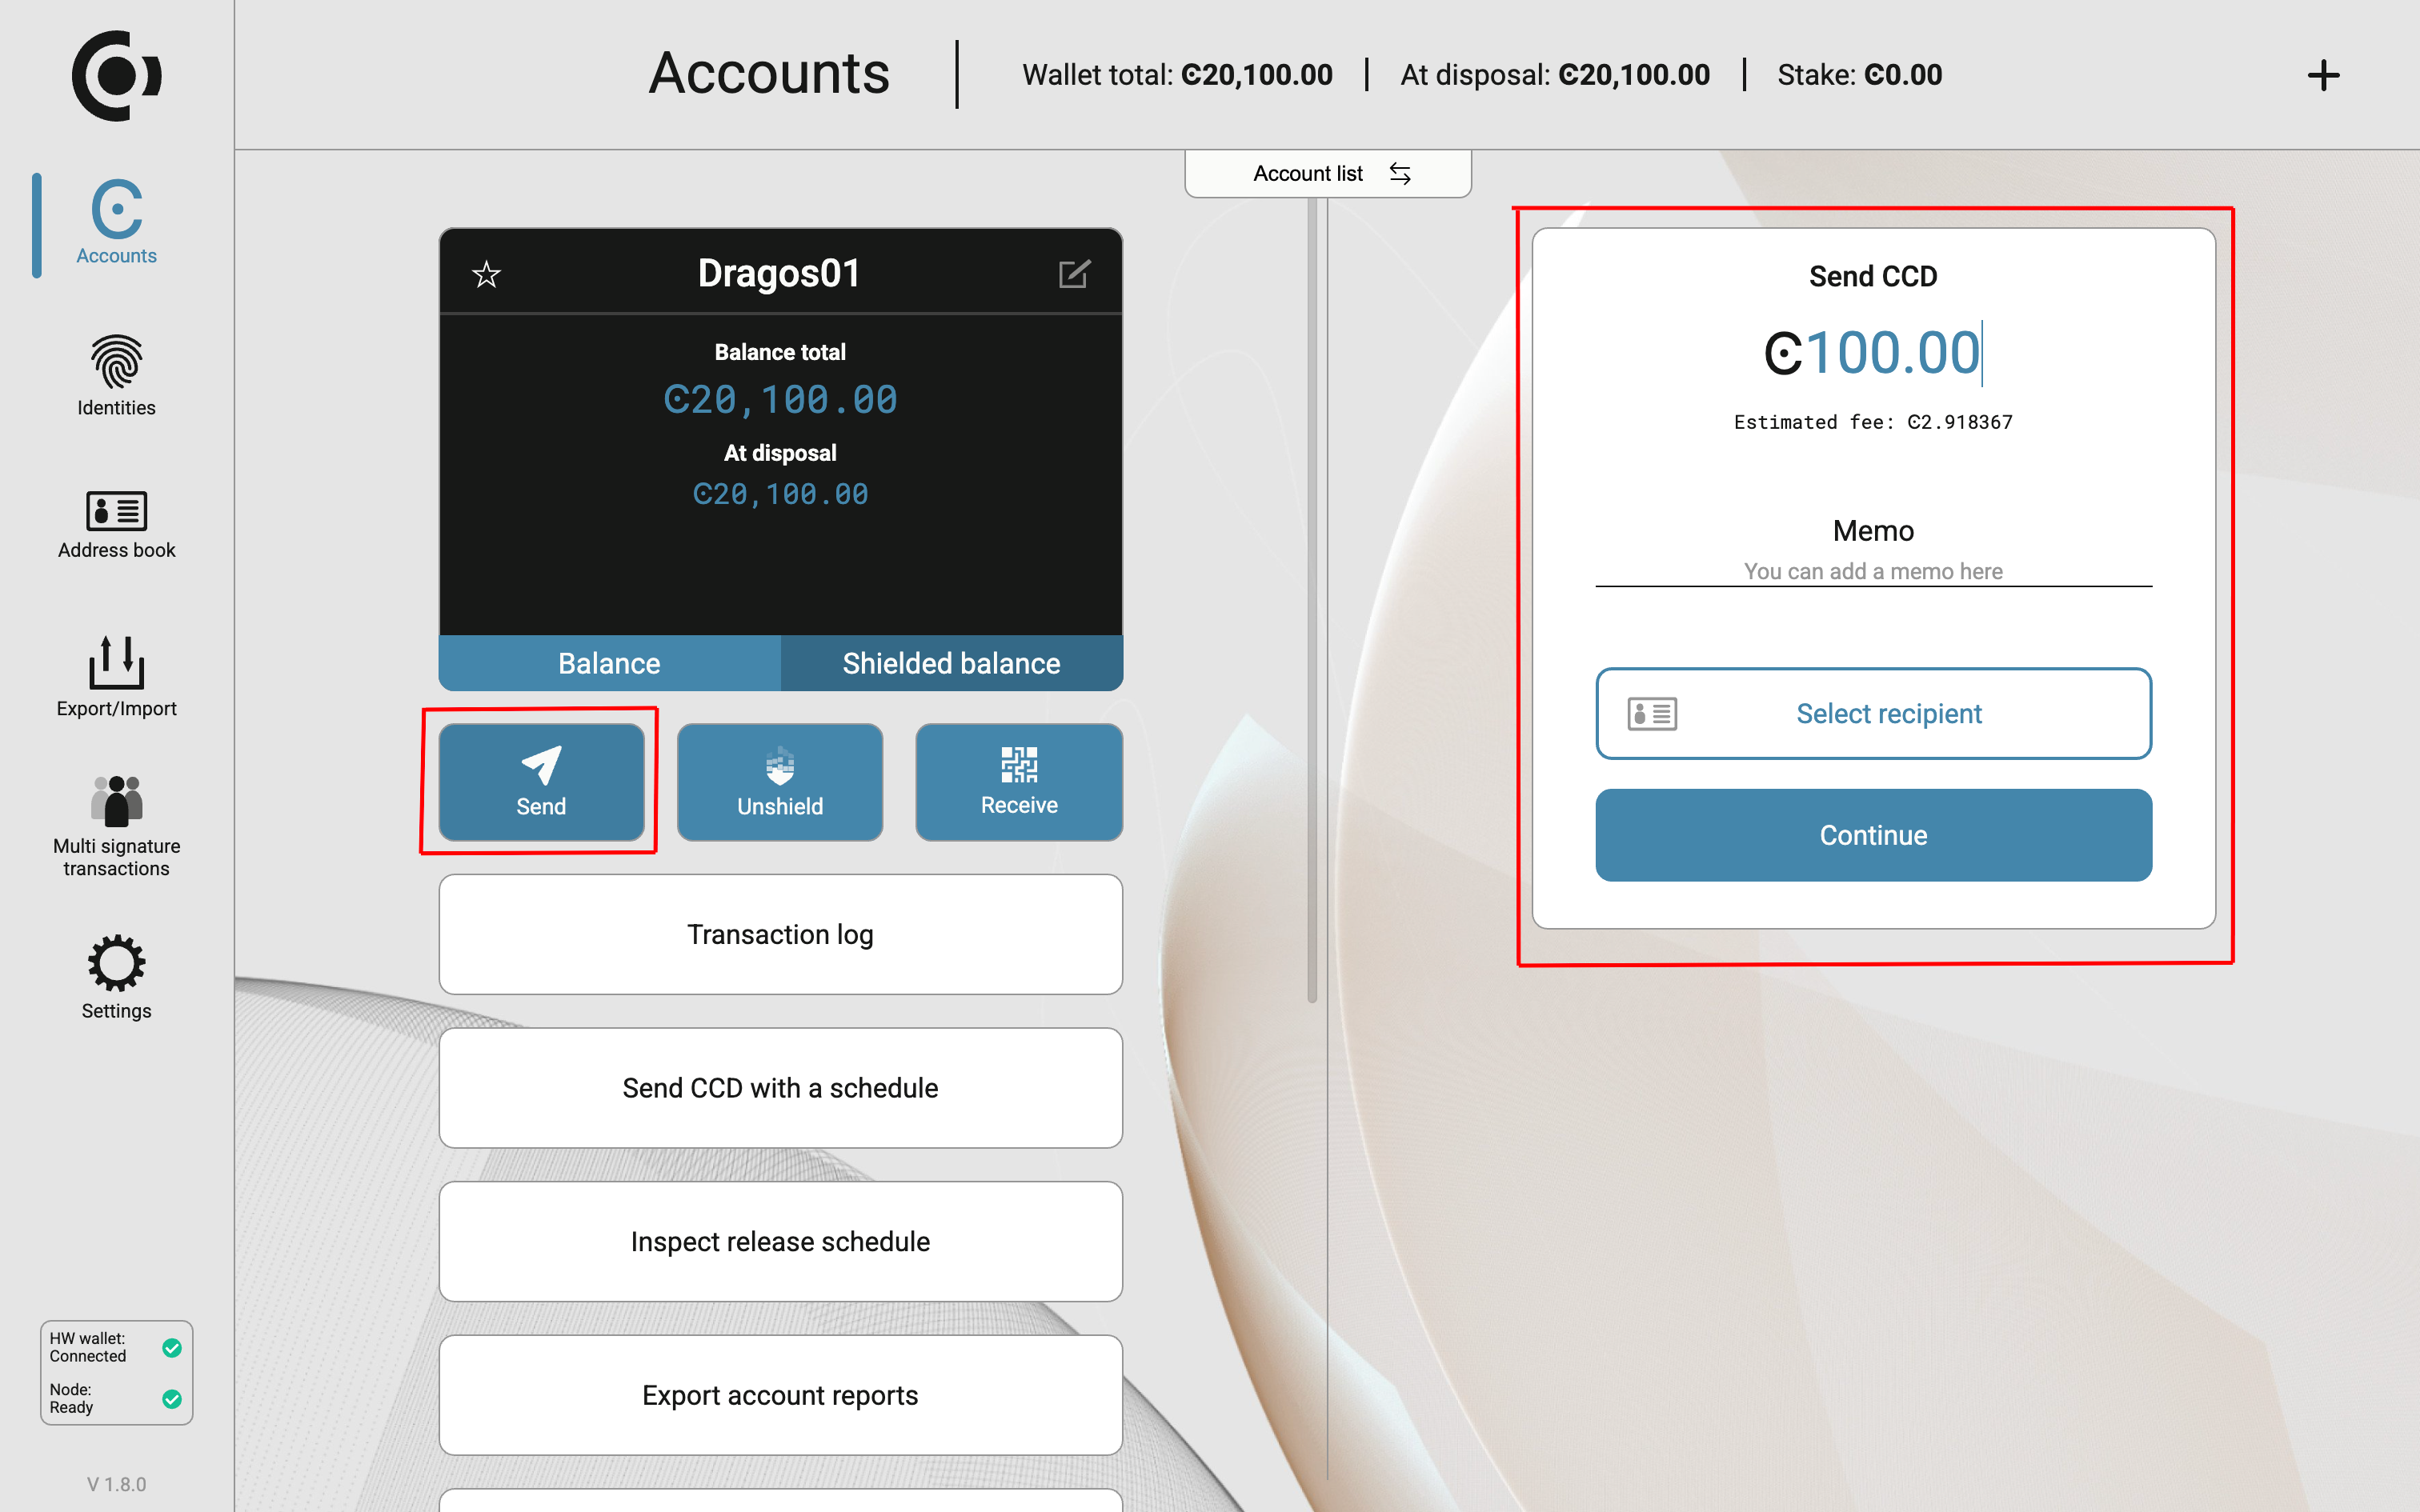 Accounts
Wallet total: Ͼ20,100.00
At disposal: Ͼ20,100.00
Stake: Ͼ0.00
Accounts
Identities
Address book
Export/Import
Multi signature
transactions
Settings
HW wallet:
Connected
Node:
Ready
V 1.8.0
Account list
Dragos01
Balance total
Ͼ20,100.00
At disposal
Ͼ20,100.00
Balance
Shielded balance
Send
Unshield
Receive
Transaction log
Send CCD with a schedule
Inspect release schedule
Export account reports
Send CCD
Ͼ100.00
Estimated fee: Ͼ2.918367
Memo
You can add a memo here
Select recipient
Continue